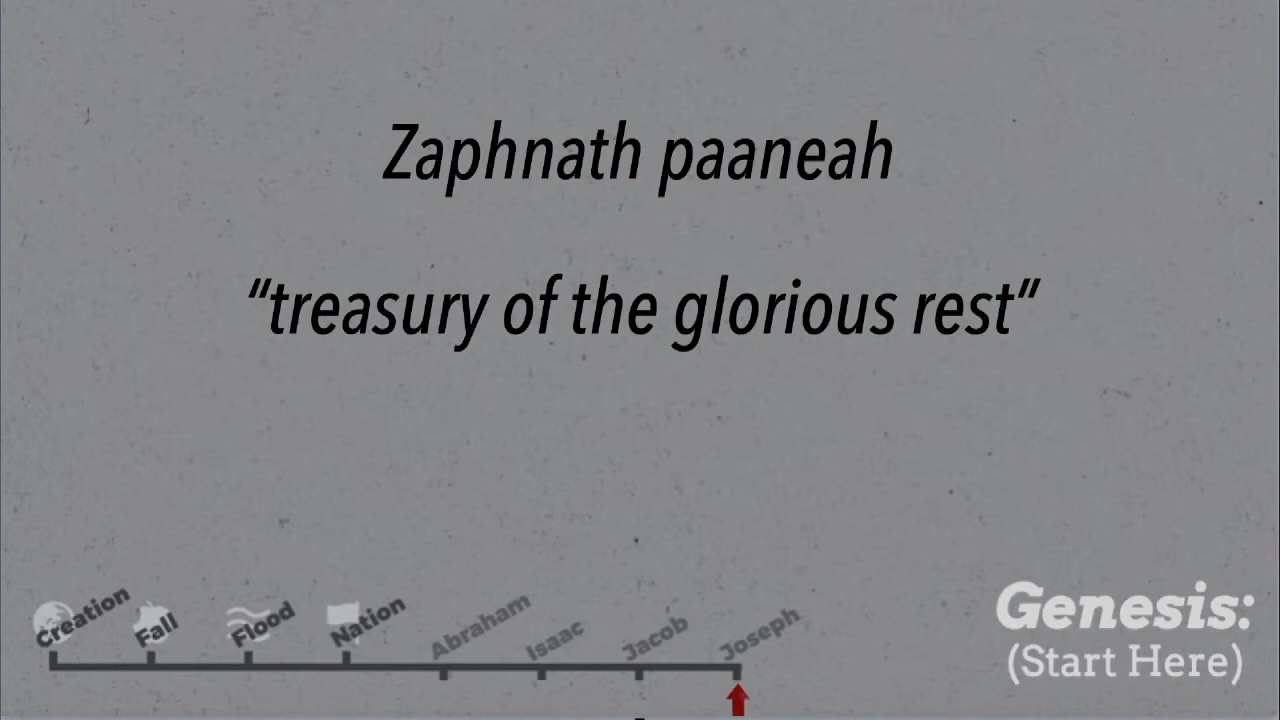 Zaphnath paaneah
“treasury of the glorious rest“
Creation
Fall
Flood
Nation
Abraham
Isaac
Jacob
Joseph
Genesis:
(Start Here)